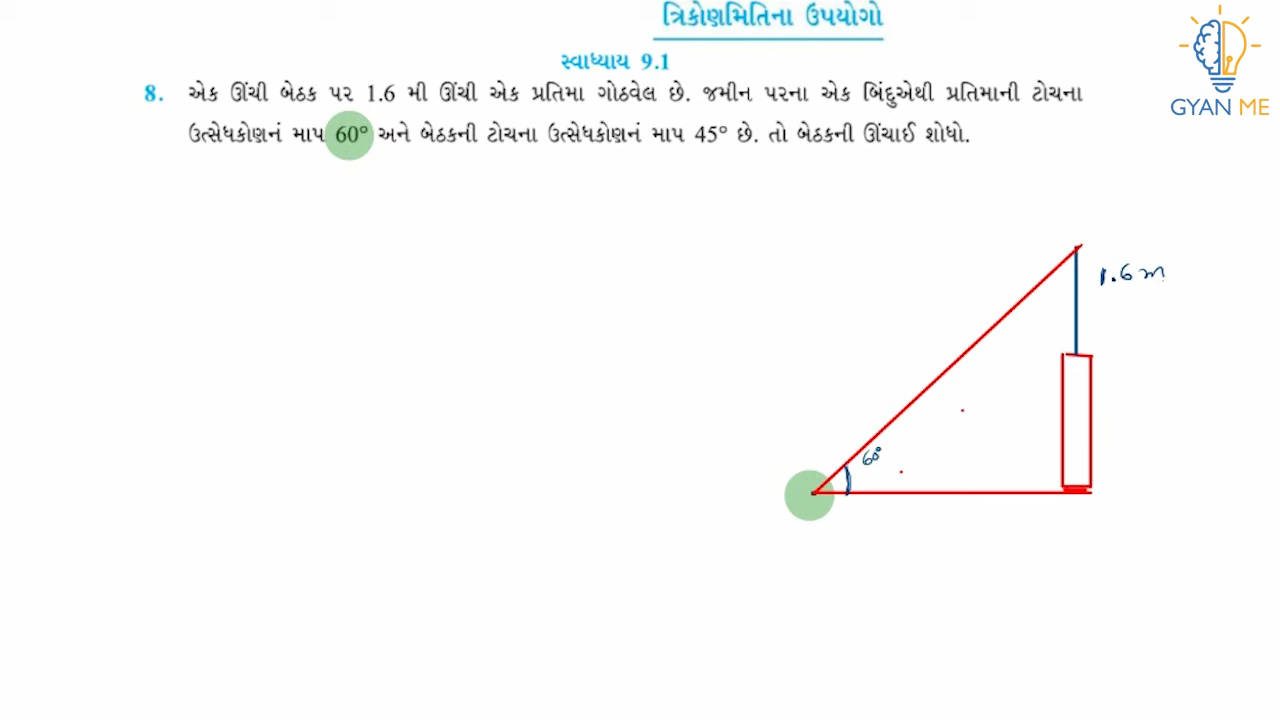 ત્રિકોણમિતિના ઉપયોગો
સ્વાધ્યાય 9.1
8. એક ઊંચી બેઠક પર 1.6 મી ઊંચી એક પ્રતિમા ગોઠવેલ છે. જમીન પરના એક બિંદુએથી પ્રતિમાની ટોચના
ઉત્સેધકોણનં માપ 60° અને બેઠકની ટોચના ઉત્સેધકોણનં માપ 45° છે. તો બેઠકની ઊંચાઈ શોધો.
GYAN ME
1.6 m
60°